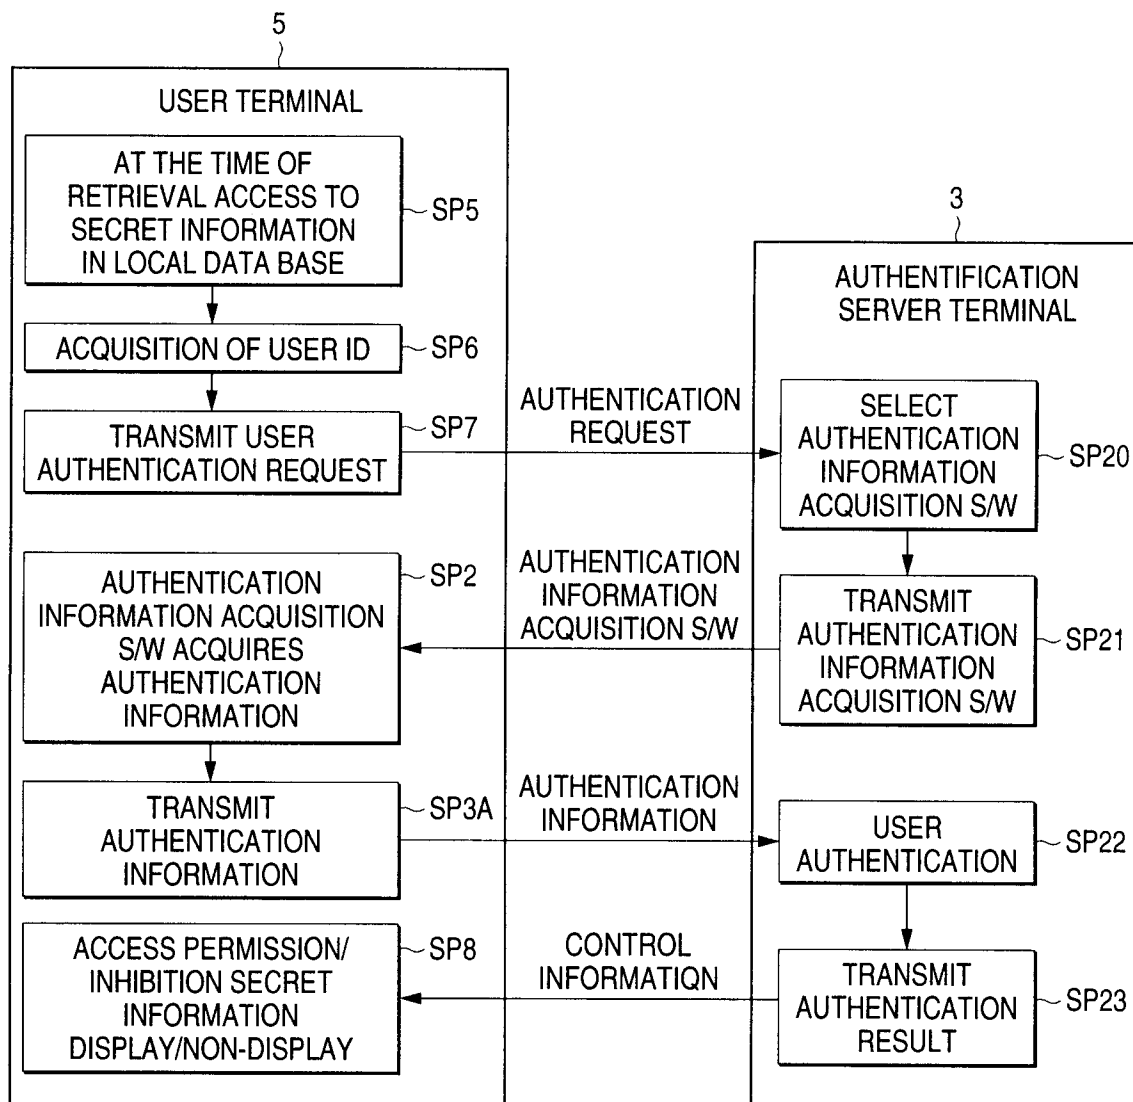 5
USER TERMINAL
AT THE TIME OF
RETRIEVAL ACCESS TO
SECRET INFORMATION
IN LOCAL DATA BASE
SP5
ACQUISITION OF USER ID
SP6
TRANSMIT USER
AUTHENTICATION REQUEST
SP7
AUTHENTICATION
REQUEST
3
AUTHENTIFICATION
SERVER TERMINAL
SELECT
AUTHENTICATION
INFORMATION
ACQUISITION S/W
SP20
TRANSMIT
AUTHENTICATION
INFORMATION
ACQUISITION S/W
SP21
AUTHENTICATION
INFORMATION
ACQUISITION S/W
AUTHENTICATION
INFORMATION ACQUISITION
S/W ACQUIRES
AUTHENTICATION
INFORMATION
SP2
TRANSMIT
AUTHENTICATION
INFORMATION
SP3A
AUTHENTICATION
INFORMATION
USER
AUTHENTICATION
SP22
TRANSMIT
AUTHENTICATION
RESULT
SP23
CONTROL
INFORMATIQN
ACCESS PERMISSION/
INHIBITION SECRET
INFORMATION
DISPLAY/NON-DISPLAY
SP8